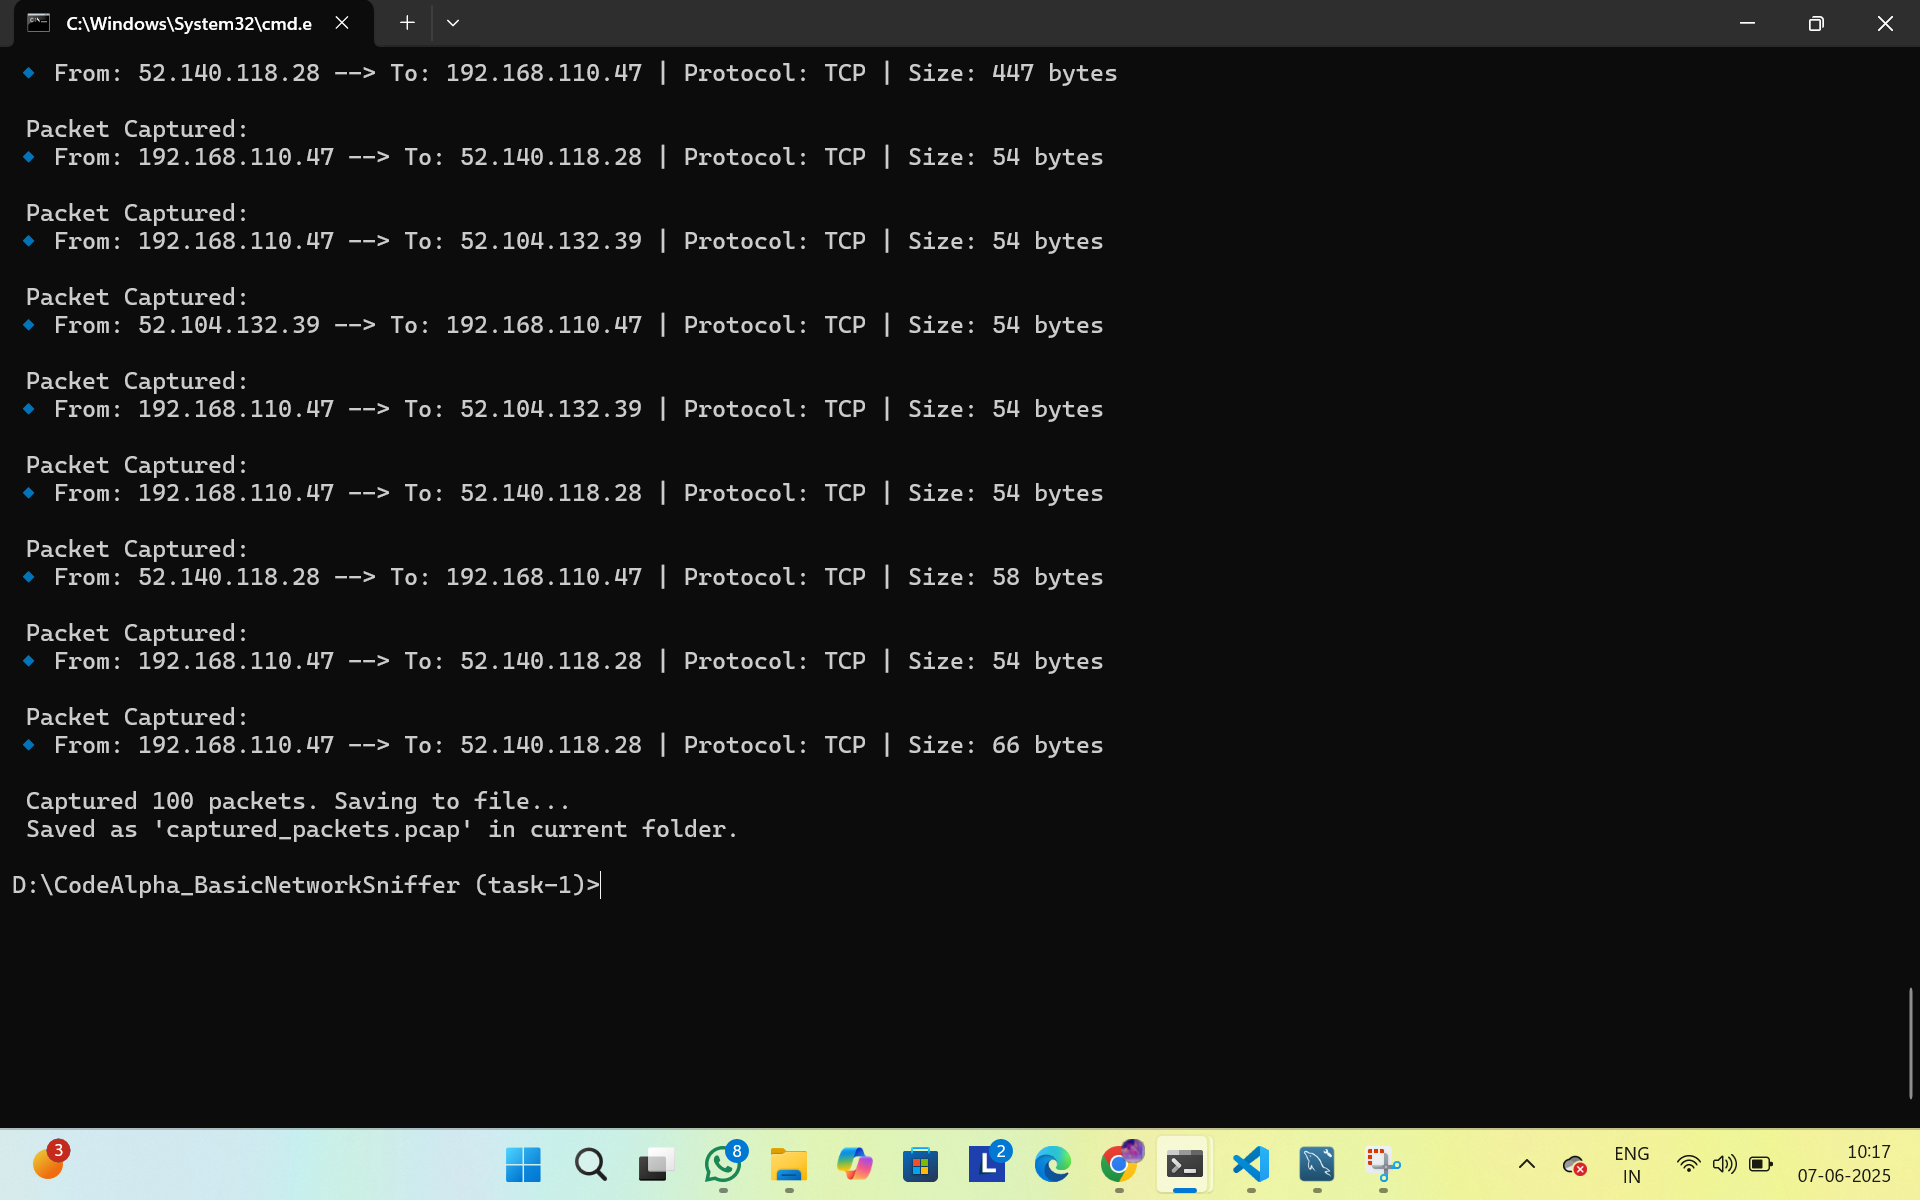 C:\Windows\System32\cmd.e
From: 52.140.118.28 --> To: 192.168.110.47 | Protocol: TCP | Size: 447 bytes
Packet Captured:
From: 192.168.110.47 --> To: 52.140.118.28 | Protocol: TCP | Size: 54 bytes
Packet Captured:
From: 192.168.110.47 --> To: 52.104.132.39 | Protocol: TCP | Size: 54 bytes
Packet Captured:
From: 52.104.132.39 --> To: 192.168.110.47 | Protocol: TCP | Size: 54 bytes
Packet Captured:
From: 192.168.110.47 --> To: 52.104.132.39 | Protocol: TCP | Size: 54 bytes
Packet Captured:
From: 192.168.110.47 --> To: 52.140.118.28 | Protocol: TCP | Size: 54 bytes
Packet Captured:
From: 52.140.118.28 --> To: 192.168.110.47 | Protocol: TCP | Size: 58 bytes
Packet Captured:
From: 192.168.110.47 --> To: 52.140.118.28 | Protocol: TCP | Size: 54 bytes
Packet Captured:
From: 192.168.110.47 --> To: 52.140.118.28 | Protocol: TCP | Size: 66 bytes
Captured 100 packets. Saving to file...
Saved as 'captured_packets.pcap' in current folder.
D:\CodeAlpha_BasicNetworkSniffer (task-1)>
3
8
L 2
ENG
IN
10:17
07-06-2025